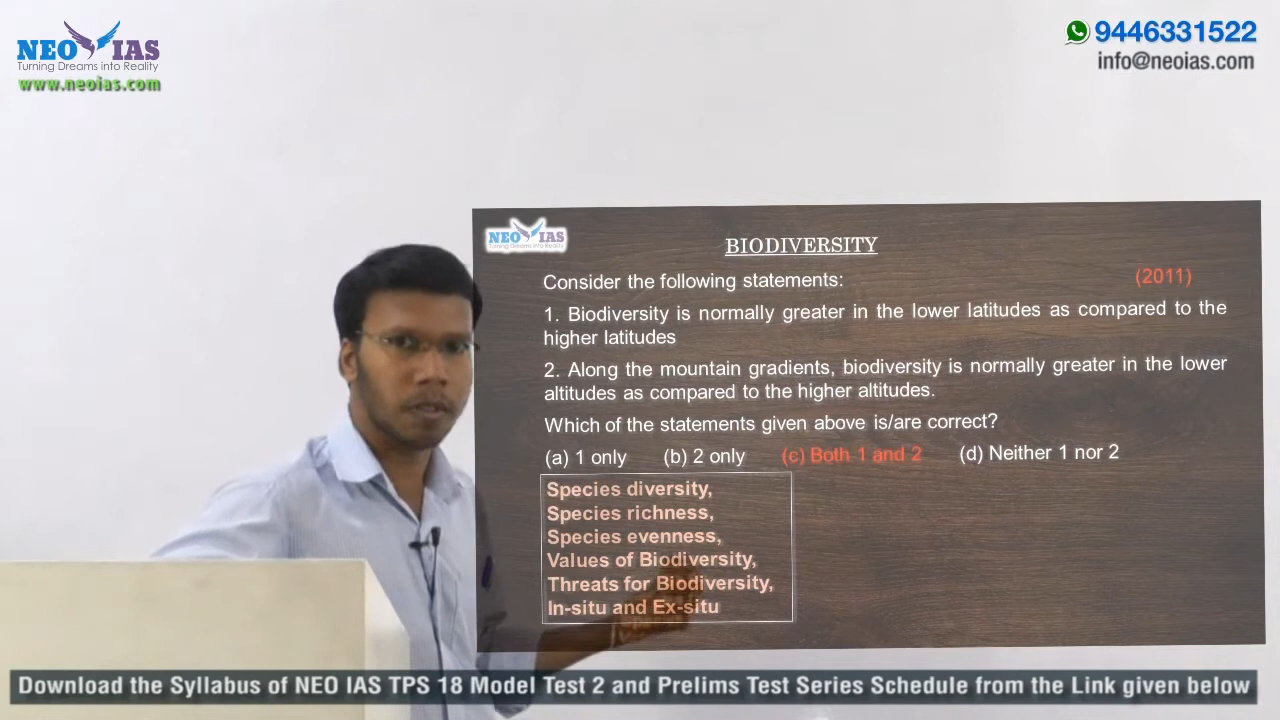 NEO IAS
Turning Dreams into Reality
www.neoias.com
9446331522
info@neoias.com
NEO IAS
Turning Dreams into Reality
BIODIVERSITY
Consider the following statements: (2011)
1. Biodiversity is normally greater in the lower latitudes as compared to the
higher latitudes
2. Along the mountain gradients, biodiversity is normally greater in the lower
altitudes as compared to the higher altitudes.
Which of the statements given above is/are correct?
(a) 1 only (b) 2 only (c) Both 1 and 2 (d) Neither 1 nor 2
Species diversity,
Species richness,
Species evenness,
Values of Biodiversity,
Threats for Biodiversity,
In-situ and Ex-situ
Download the Syllabus of NEO IAS TPS 18 Model Test 2 and Prelims Test Series Schedule from the Link given below